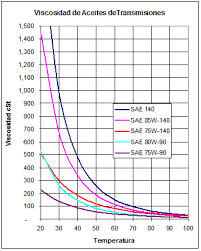 Viscosidad de Aceites deTransmisiones
1,500
1,400
1,300
1,200
1,100
1,000
900
800
700
600
500
400
300
200
100
-
Viscosidad cSt
SAE 140
SAE 85W-140
SAE 75W-140
SAE 80W-90
SAE 75W-90
20 30 40 50 60 70 80 90 100
Temperatura